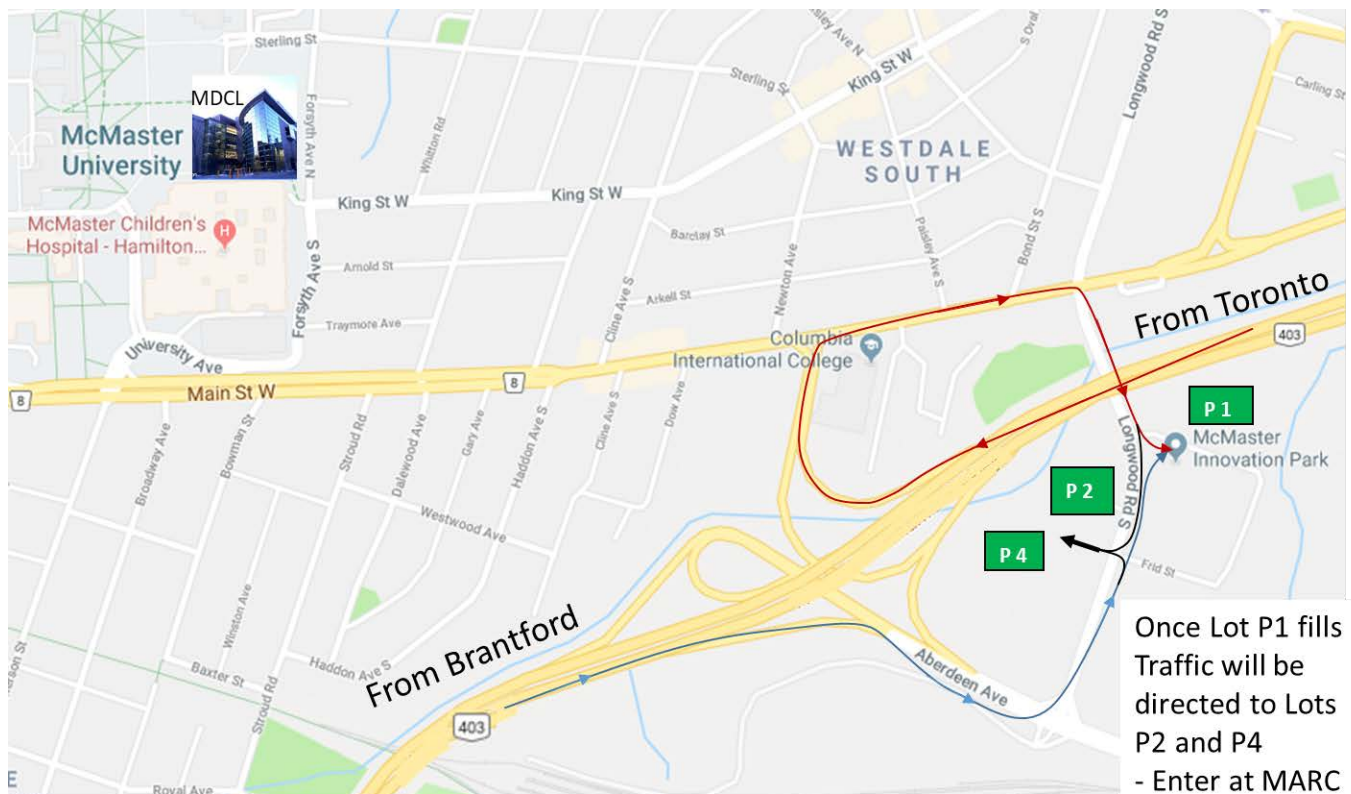 Sterling St
Sterling St
Paisley Ave N
S Oval
King St W
Longwood Rd S
Carling St
MDCL
Forsyth Ave N
McMaster
University
Whitton Rd
WESTDALE
SOUTH
King St W
King St W
McMaster Children's
Hospital - Hamilton...
H
Barclay St
Paisley Ave S
Bond St S
Forsyth Ave S
Arnold St
Cline Ave S
Arkell St
Newton Ave
From Toronto
403
Traymore Ave
University Ave
Columbia
International College
8
Main St W
8
P 1
McMaster
Innovation Park
Longwood Rd S
Broadway Ave
Bowman St
Stroud Rd
Dalewood Ave
Gary Ave
Haddon Ave S
Cline Ave S
Dow Ave
P 2
Westwood Ave
P 4
Frid St
Winston Ave
From Brantford
Haddon Ave S
Baxter St
Stroud Rd
Aberdeen Ave
403
Royal Ave
E
Once Lot P1 fills
Traffic will be
directed to Lots
P2 and P4
- Enter at MARC